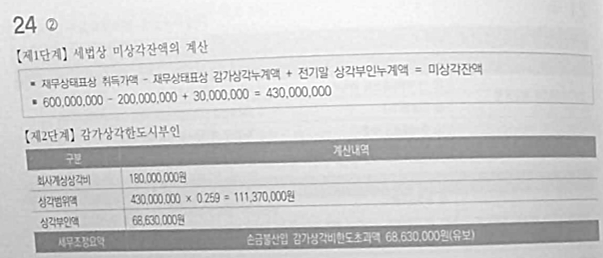 24 ②
【제1단계】 세법상 미상각잔액의 계산
▪ 재무상태표상 취득가액 - 재무상태표상 감가상각누계액 + 전기말 상각부인누계액 = 미상각잔액
▪ 600,000,000 - 200,000,000 + 30,000,000 = 430,000,000
【제2단계】 감가상각한도시부인
구분 계산내역
회사계상상각비 180,000,000원
상각범위액 430,000,000 × 0.259 = 111,370,000원
상각부인액 68,630,000원
세무조정요약 손금불산입 감가상각비한도초과액 68,630,000원(유보)